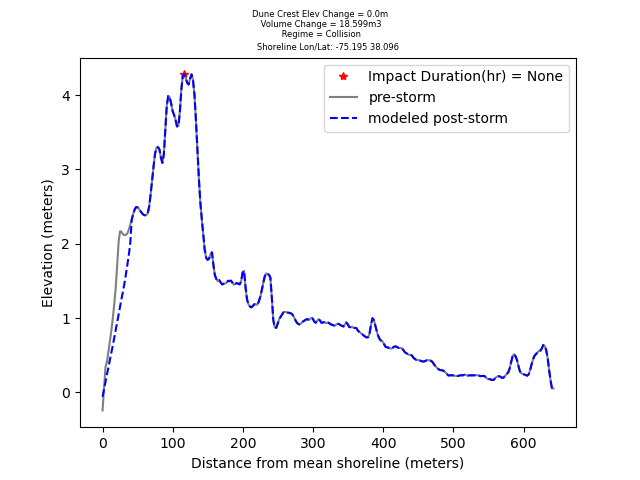 Dune Crest Elev Change = 0.0m
Volume Change = 18.599m3
Regime = Collision
Shoreline Lon/Lat: -75.195 38.096
Impact Duration(hr) = None
pre-storm
modeled post-storm
Elevation (meters)
4
3
2
1
0
0 100 200 300 400 500 600
Distance from mean shoreline (meters)